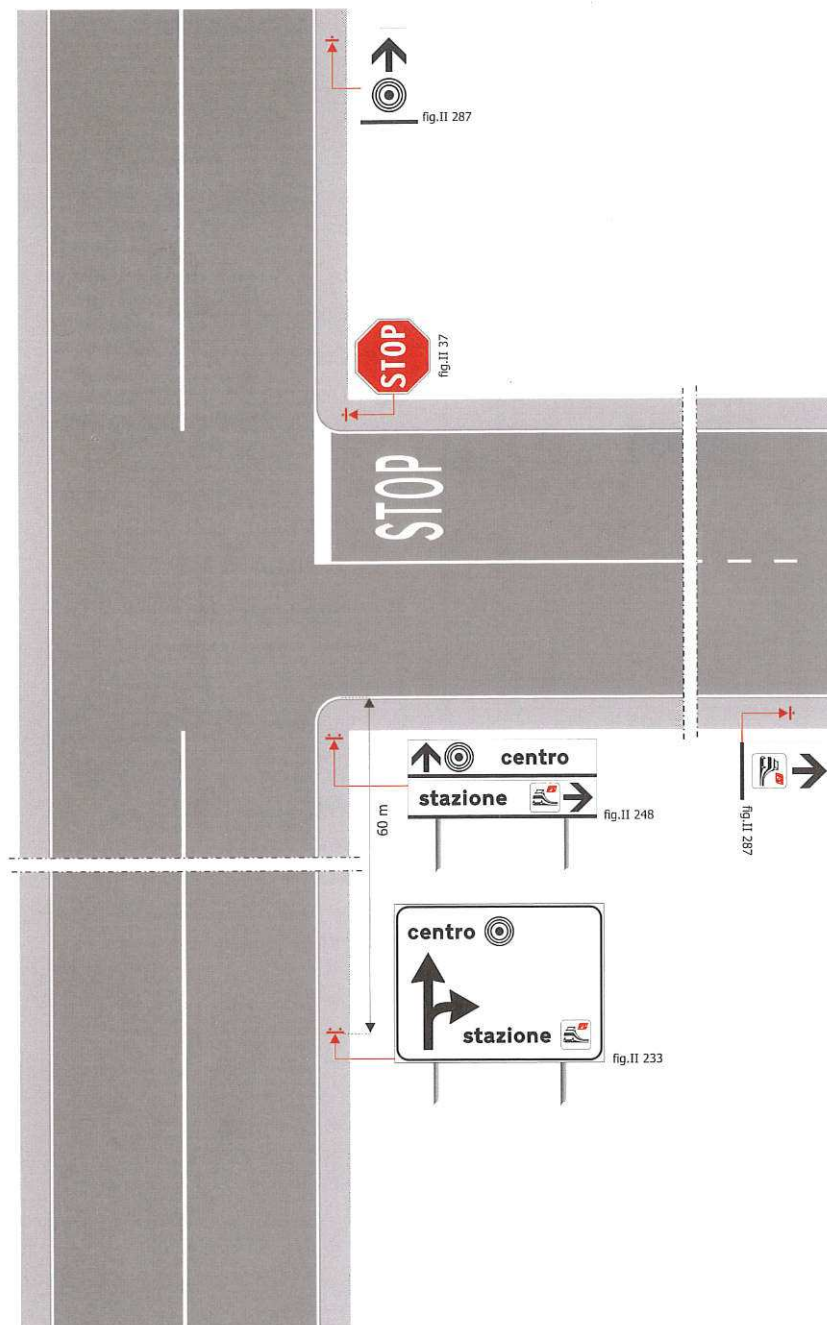 fig.II 287
STOP
fig.II 37
STOP
centro
stazione
fig.II 248
fig.II 287
60 m
centro
stazione
fig.II 233